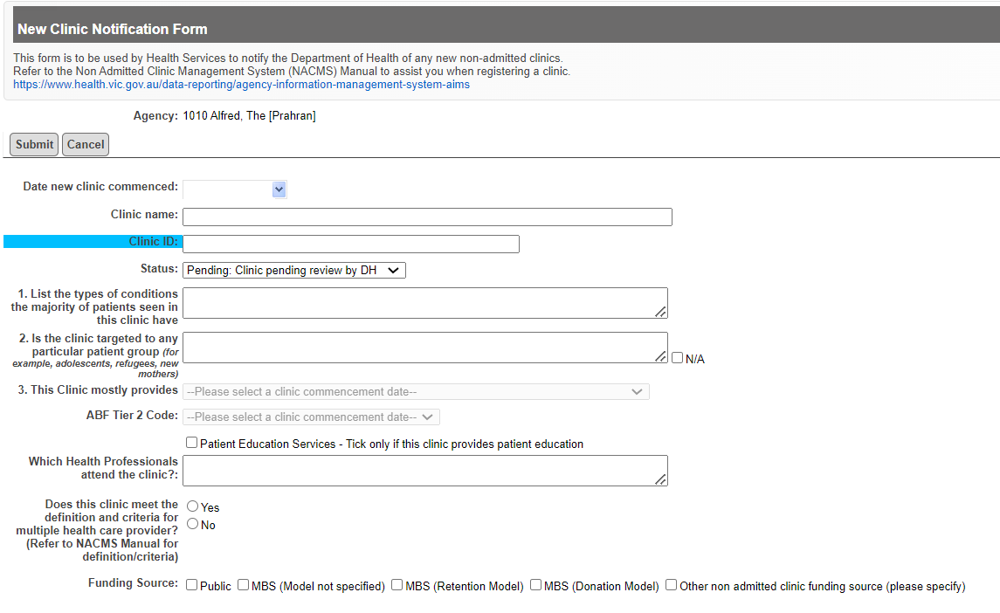 New Clinic Notification Form
This form is to be used by Health Services to notify the Department of Health of any new non-admitted clinics.
Refer to the Non Admitted Clinic Management System (NACMS) Manual to assist you when registering a clinic.
https://www.health.vic.gov.au/data-reporting/agency-information-management-system-aims
Agency: 1010 Alfred, The [Prahran]
Submit Cancel
Date new clinic commenced:
Clinic name:
Clinic ID:
Status: Pending: Clinic pending review by DH
1. List the types of conditions
the majority of patients seen in
this clinic have
2. Is the clinic targeted to any
particular patient group (for
example, adolescents, refugees, new
mothers)
N/A
3. This Clinic mostly provides --Please select a clinic commencement date--
ABF Tier 2 Code: --Please select a clinic commencement date--
Patient Education Services - Tick only if this clinic provides patient education
Which Health Professionals
attend the clinic?:
Does this clinic meet the
definition and criteria for
multiple health care provider?
(Refer to NACMS Manual for
definition/criteria)
Yes
No
Funding Source: Public MBS (Model not specified) MBS (Retention Model) MBS (Donation Model) Other non admitted clinic funding source (please specify)